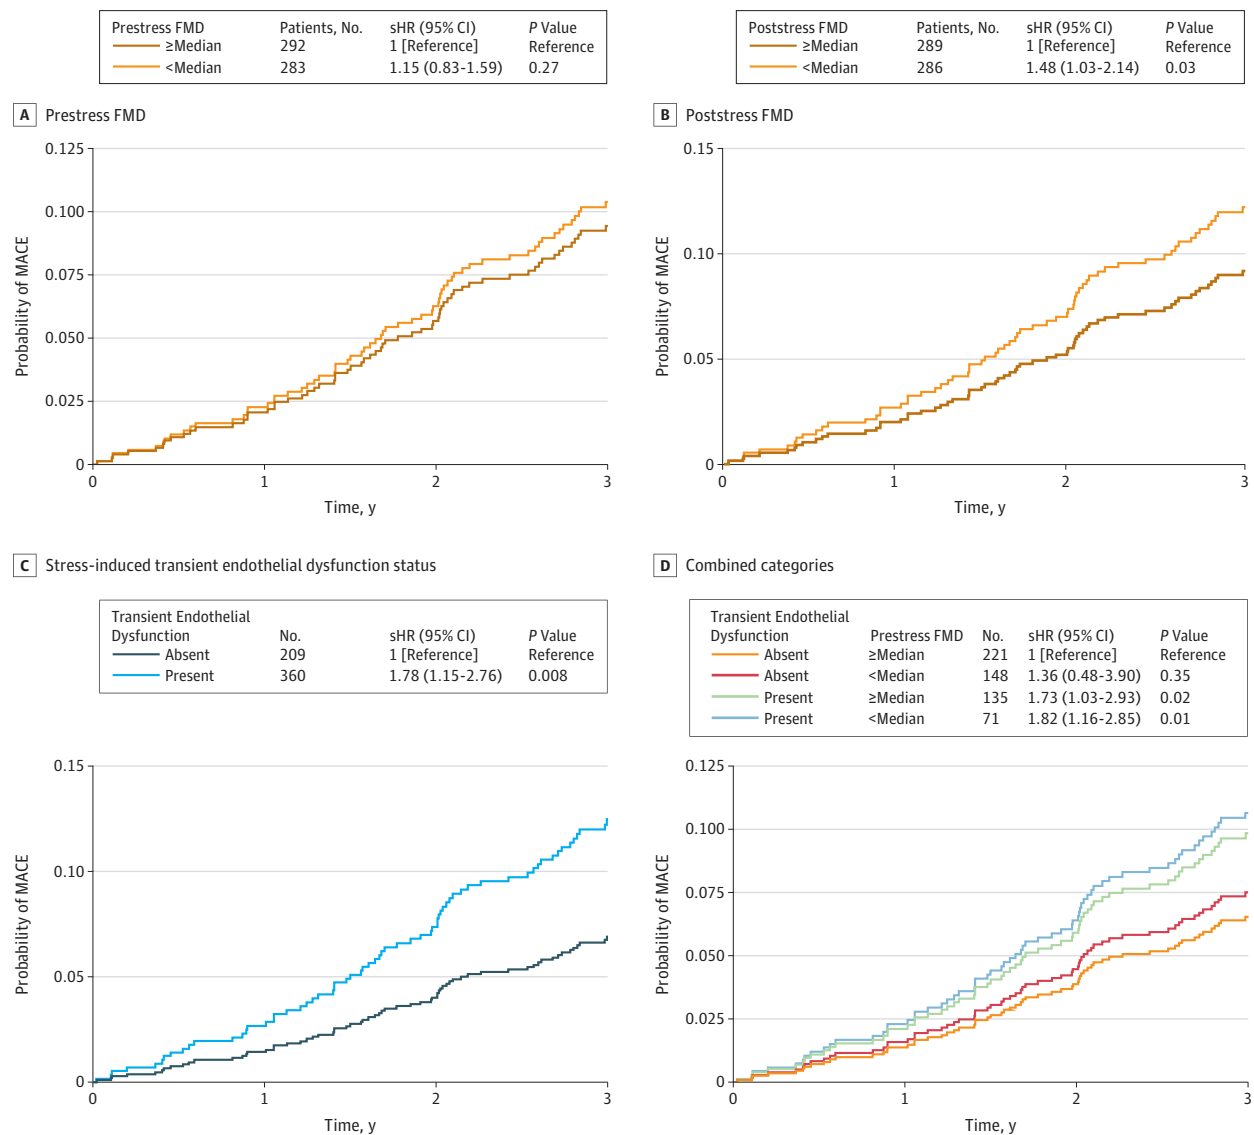 Prestress FMD Patients, No. sHR (95% CI) P Value
≥Median 292 1 [Reference] Reference
<Median 283 1.15 (0.83-1.59) 0.27
A Prestress FMD
0.125
0.100
0.075
0.050
0.025
0
Probability of MACE
0 1 2 3
Time, y
Poststress FMD Patients, No. sHR (95% CI) P Value
≥Median 289 1 [Reference] Reference
<Median 286 1.48 (1.03-2.14) 0.03
B Poststress FMD
0.15
0.10
0.05
0
Probability of MACE
0 1 2 3
Time, y
C Stress-induced transient endothelial dysfunction status
Transient Endothelial
Dysfunction No. sHR (95% CI) P Value
Absent 209 1 [Reference] Reference
Present 360 1.78 (1.15-2.76) 0.008
0.15
0.10
0.05
0
Probability of MACE
0 1 2 3
Time, y
D Combined categories
Transient Endothelial
Dysfunction Prestress FMD No. sHR (95% CI) P Value
Absent ≥Median 221 1 [Reference] Reference
Absent <Median 148 1.36 (0.48-3.90) 0.35
Present ≥Median 135 1.73 (1.03-2.93) 0.02
Present <Median 71 1.82 (1.16-2.85) 0.01
0.125
0.100
0.075
0.050
0.025
0
Probability of MACE
0 1 2 3
Time, y